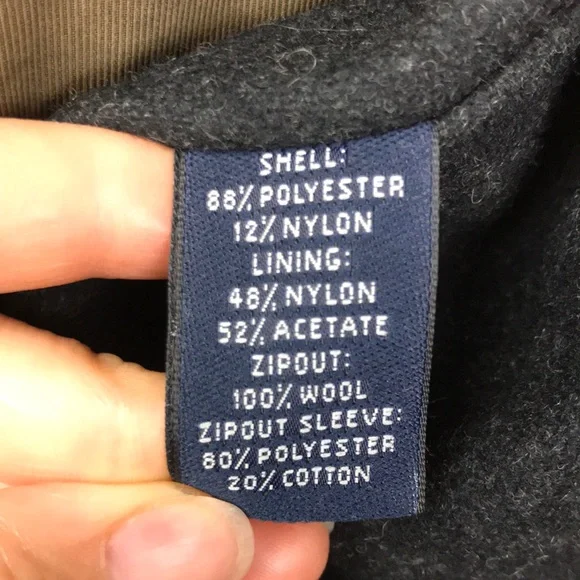 SHELL:
88% POLYESTER
12% NYLON
LINING:
48% NYLON
52% ACETATE
ZIPOUT:
100% WOOL
ZIPOUT SLEEVE:
80% POLYESTER
20% COTTON